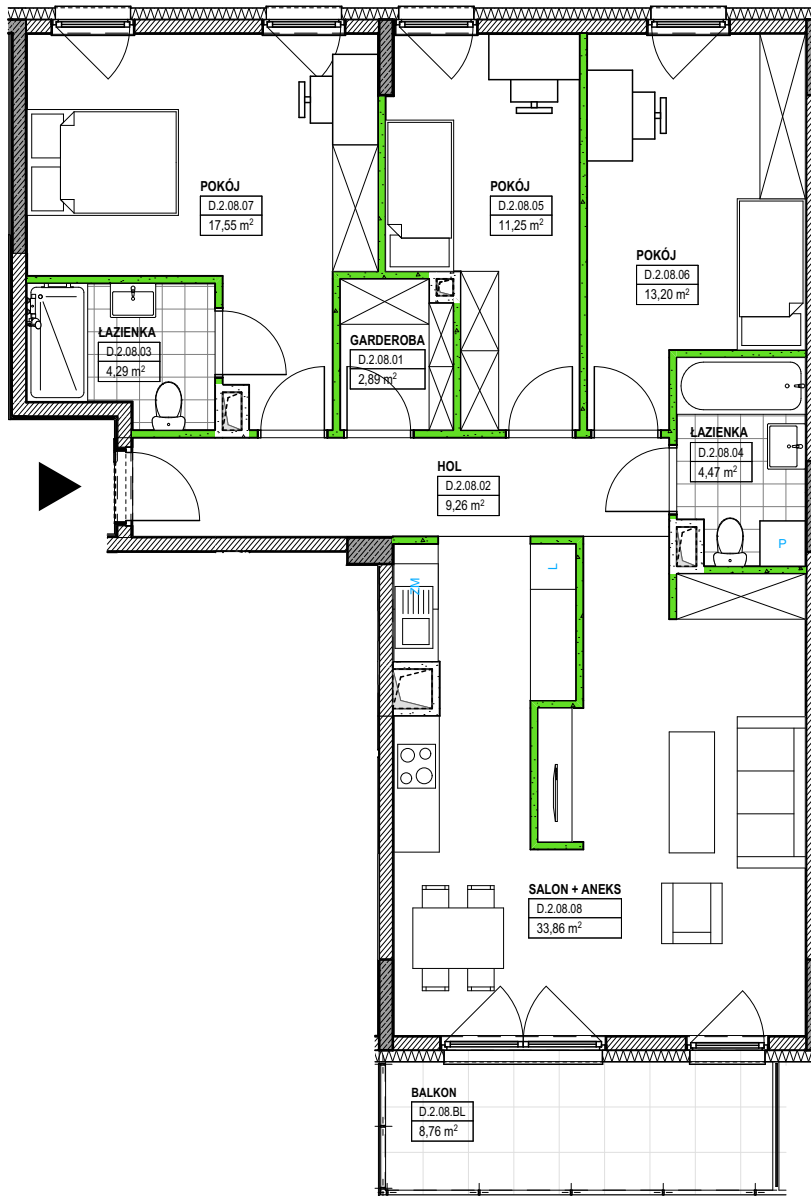 POKÓJ
D.2.08.07
17,55 m²
POKÓJ
D.2.08.05
11,25 m²
POKÓJ
D.2.08.06
13,20 m²
ŁAZIENKA
D.2.08.03
4,29 m²
GARDEROBA
D.2.08.01
2,89 m²
ŁAZIENKA
D.2.08.04
4,47 m²
HOL
D.2.08.02
9,26 m²
P
L
ZM
SALON + ANEKS
D.2.08.08
33,86 m²
BALKON
D.2.08.BL
8,76 m²